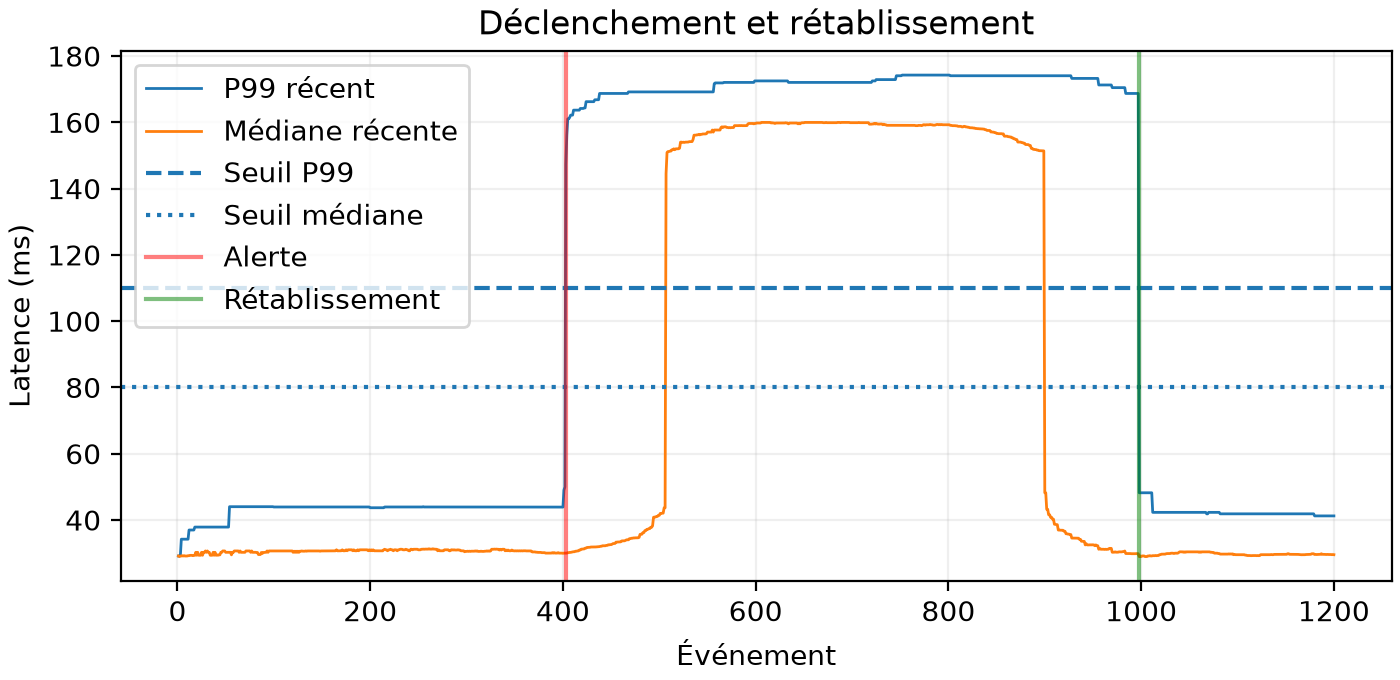 Déclenchement et rétablissement
180
160
140
120
100
80
60
40
Latence (ms)
P99 récent
Médiane récente
Seuil P99
Seuil médiane
Alerte
Rétablissement
0
200
400
600
800
1000
1200
Événement